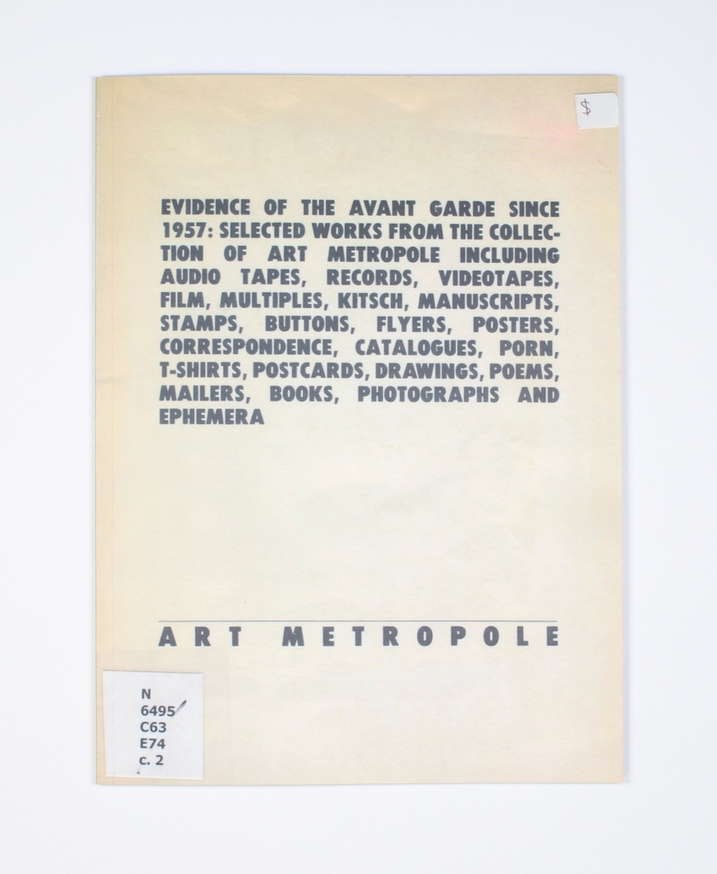 $
EVIDENCE OF THE AVANT GARDE SINCE
1957: SELECTED WORKS FROM THE COLLEC-
TION OF ART METROPOLE INCLUDING
AUDIO TAPES, RECORDS, VIDEOTAPES,
FILM, MULTIPLES, KITSCH, MANUSCRIPTS,
STAMPS, BUTTONS, FLYERS, POSTERS,
CORRESPONDENCE, CATALOGUES, PORN,
T-SHIRTS, POSTCARDS, DRAWINGS, POEMS,
MAILERS, BOOKS, PHOTOGRAPHS AND
EPHEMERA
ART METROPOLE
N
6495
C63
E74
c. 2